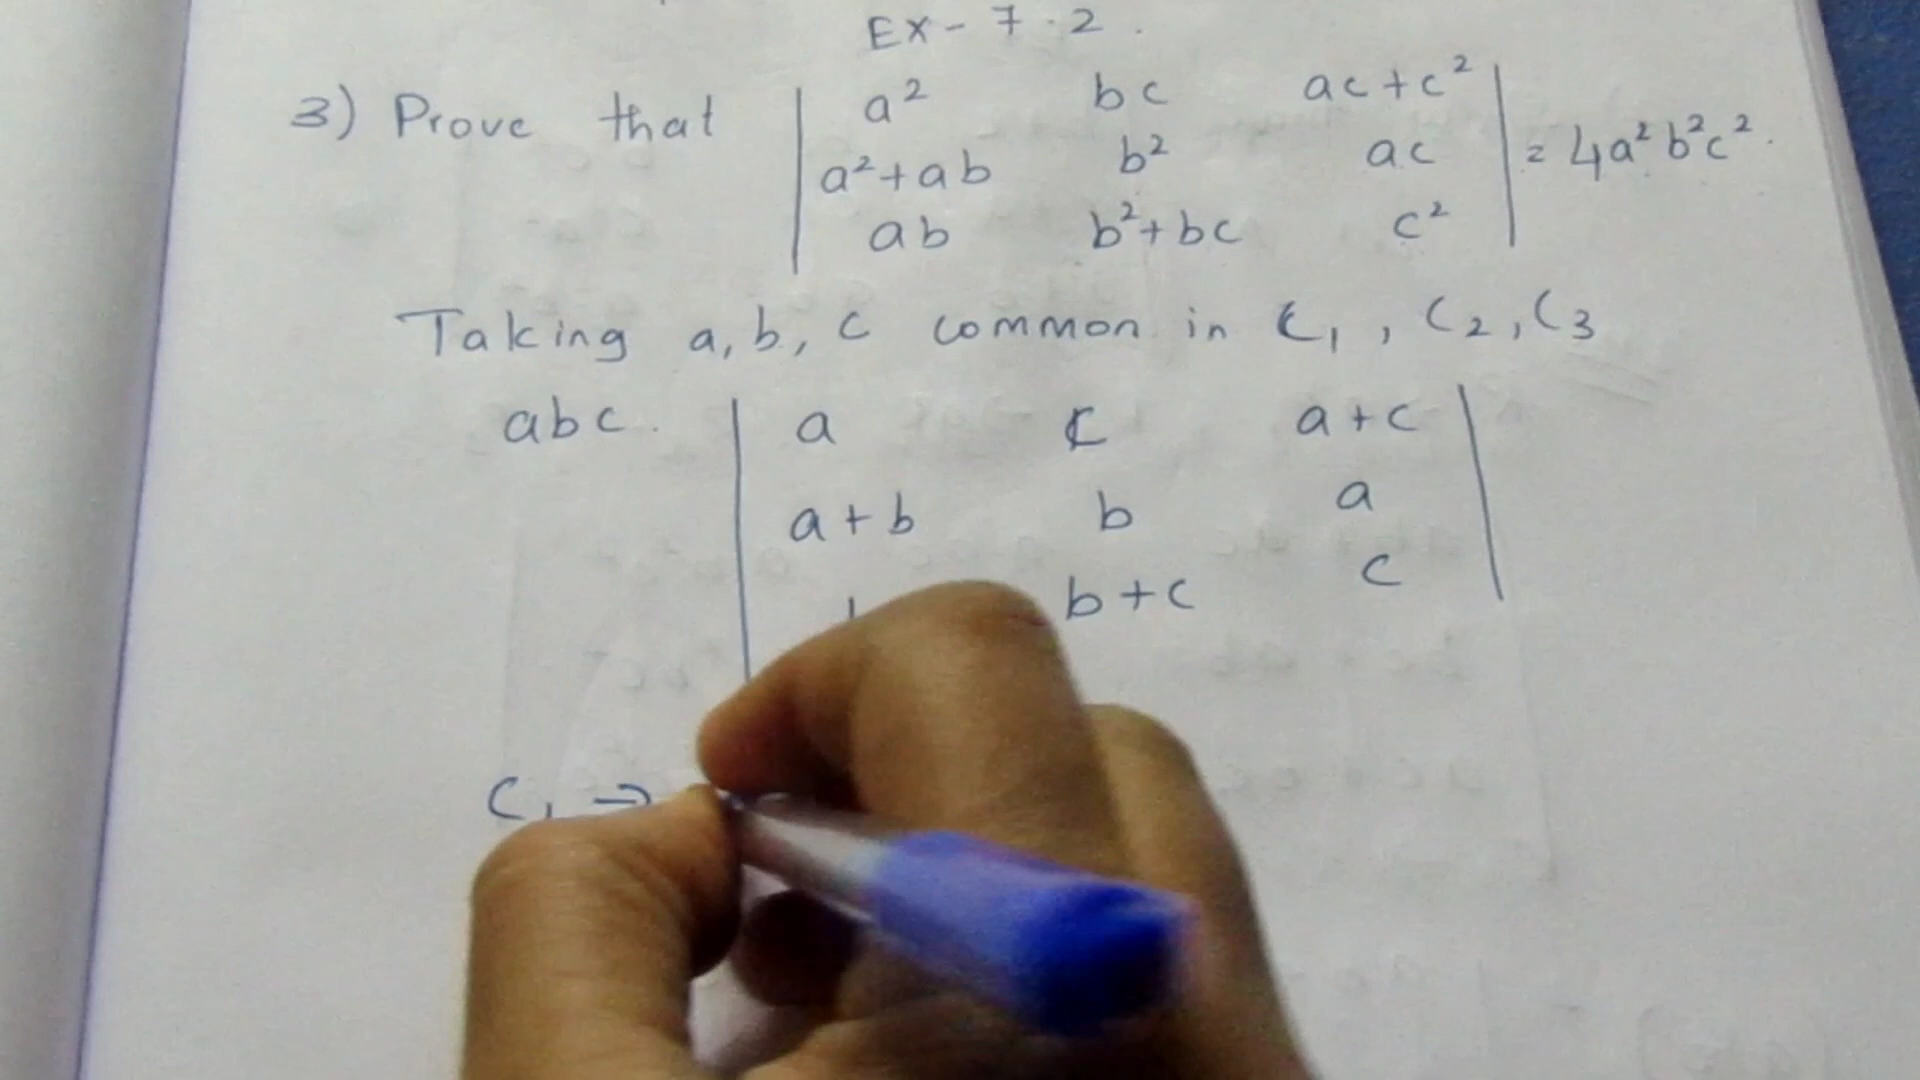 EX - 7.2.
3) Prove that | a² bc ac+c² |
| a²+ab b² ac | = 4a²b²c².
| ab b²+bc c² |
Taking a, b, c common in C₁, C₂, C₃
abc. | a c a+c |
| a+b b a |
| b+c c |
C₁ →